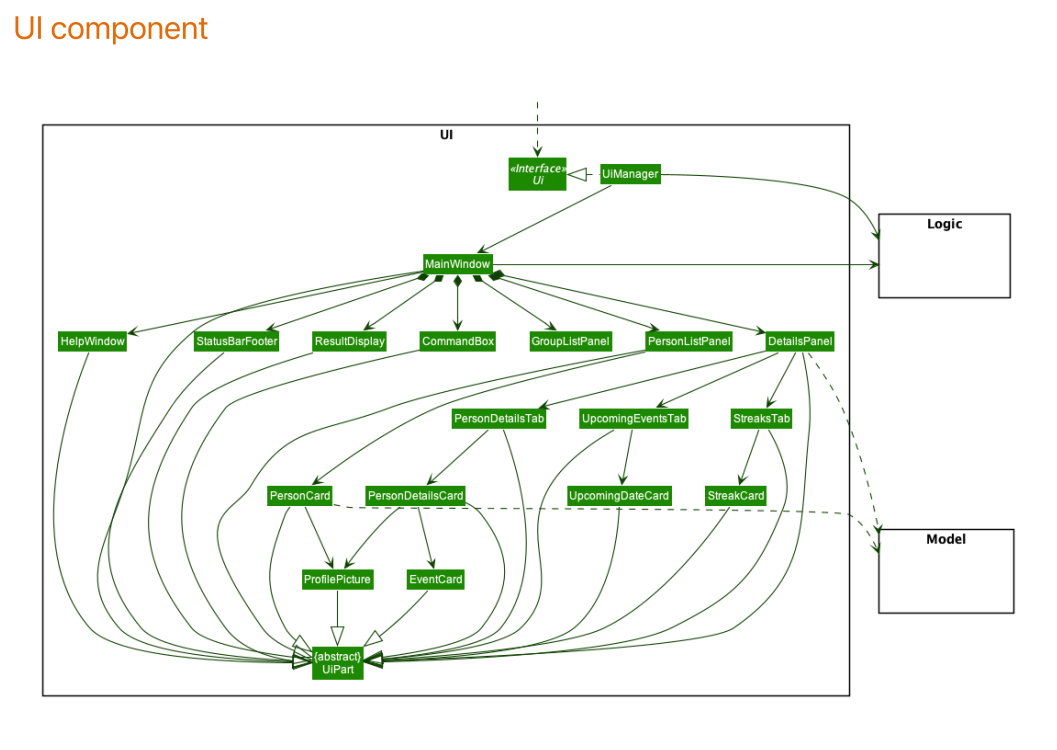 UI component
UI
«Interface»
Ui
UiManager
Logic
MainWindow
HelpWindow
StatusBarFooter
ResultDisplay
CommandBox
GroupListPanel
PersonListPanel
DetailsPanel
PersonDetailsTab
UpcomingEventsTab
StreaksTab
PersonCard
PersonDetailsCard
UpcomingDateCard
StreakCard
Model
ProfilePicture
EventCard
{abstract}
UiPart